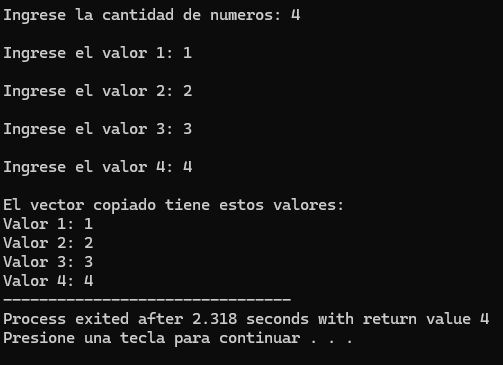 Ingrese la cantidad de numeros: 4
Ingrese el valor 1: 1
Ingrese el valor 2: 2
Ingrese el valor 3: 3
Ingrese el valor 4: 4
El vector copiado tiene estos valores:
Valor 1: 1
Valor 2: 2
Valor 3: 3
Valor 4: 4
--------------------------------
Process exited after 2.318 seconds with return value 4
Presione una tecla para continuar . . .